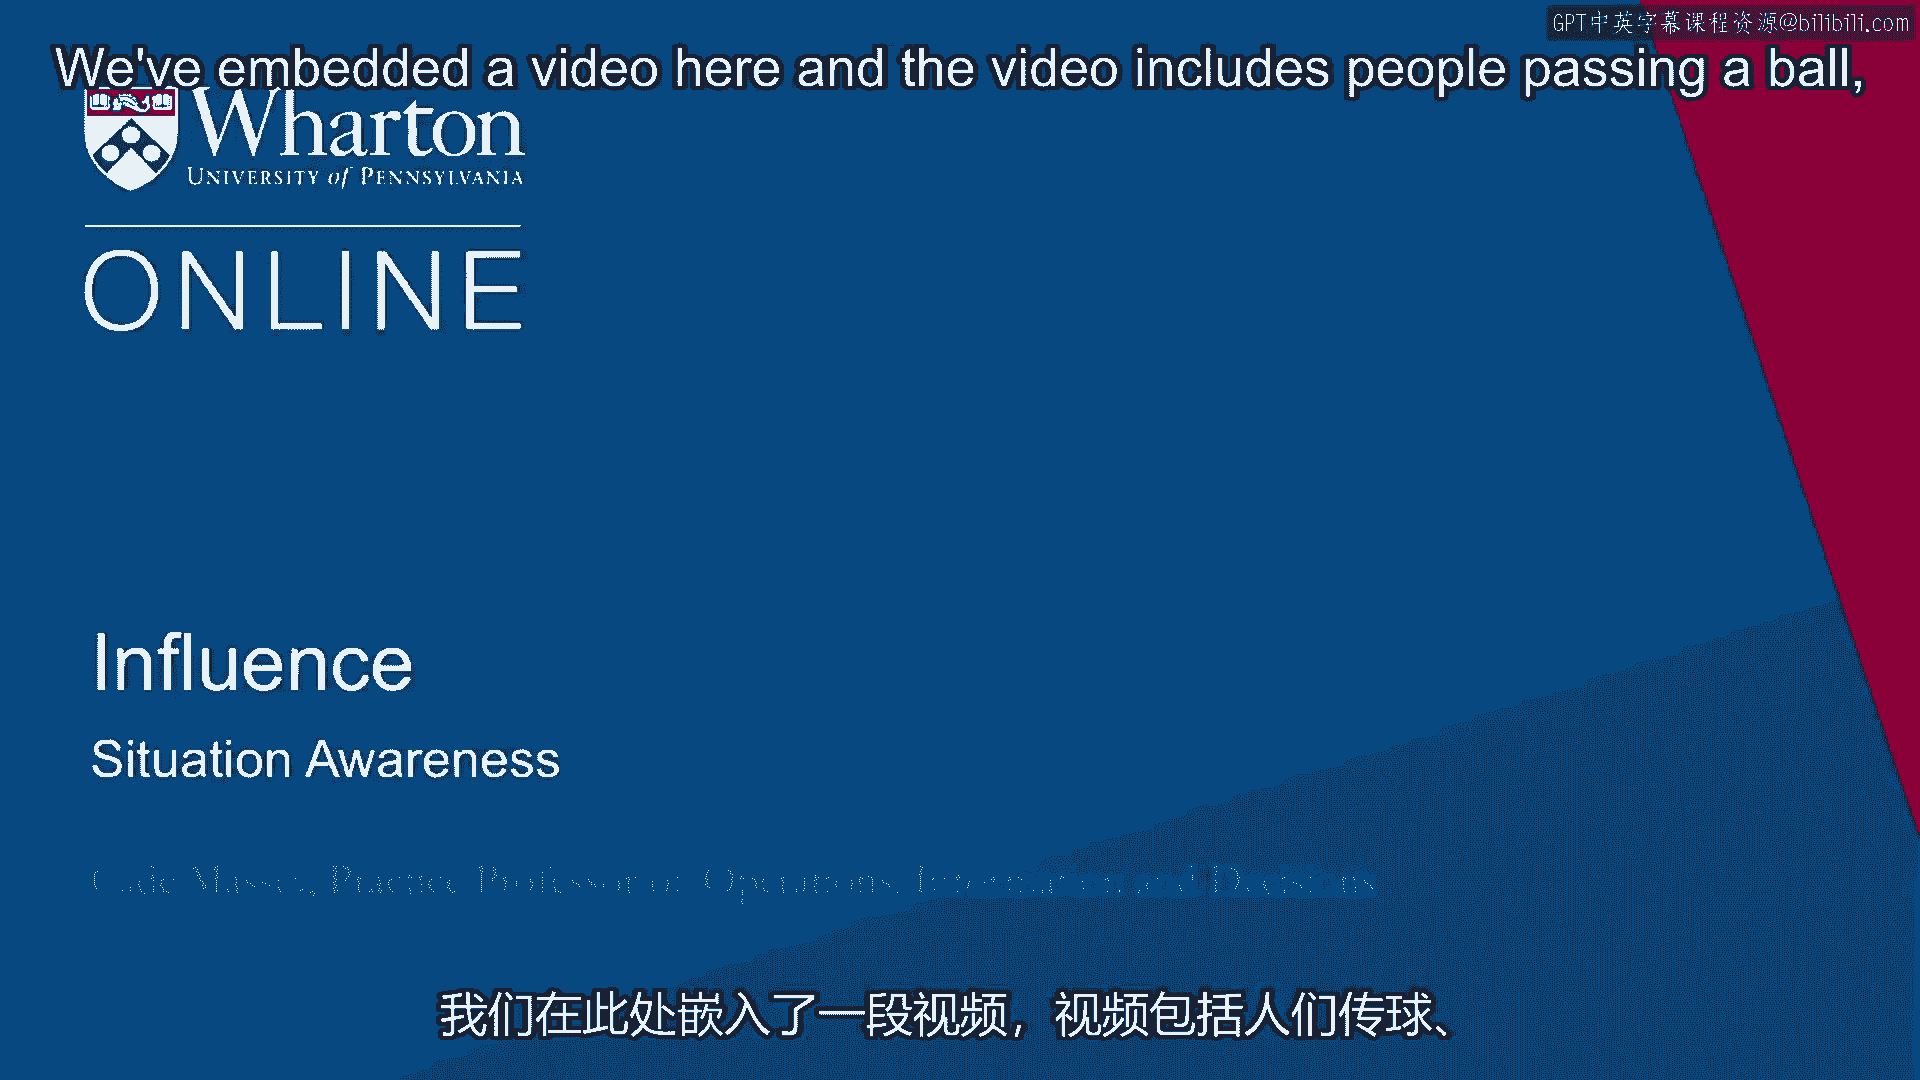 GPT中英字幕课程资源@bilibili.com
We've embedded a video here and the video includes people passing a ball,
Wharton
UNIVERSITY of PENNSYLVANIA
ONLINE
Influence
Situation Awareness
Cade Massey, Practice Professor of Operations, Information and Decisions
我们在此处嵌入了一段视频，视频包括人们传球、